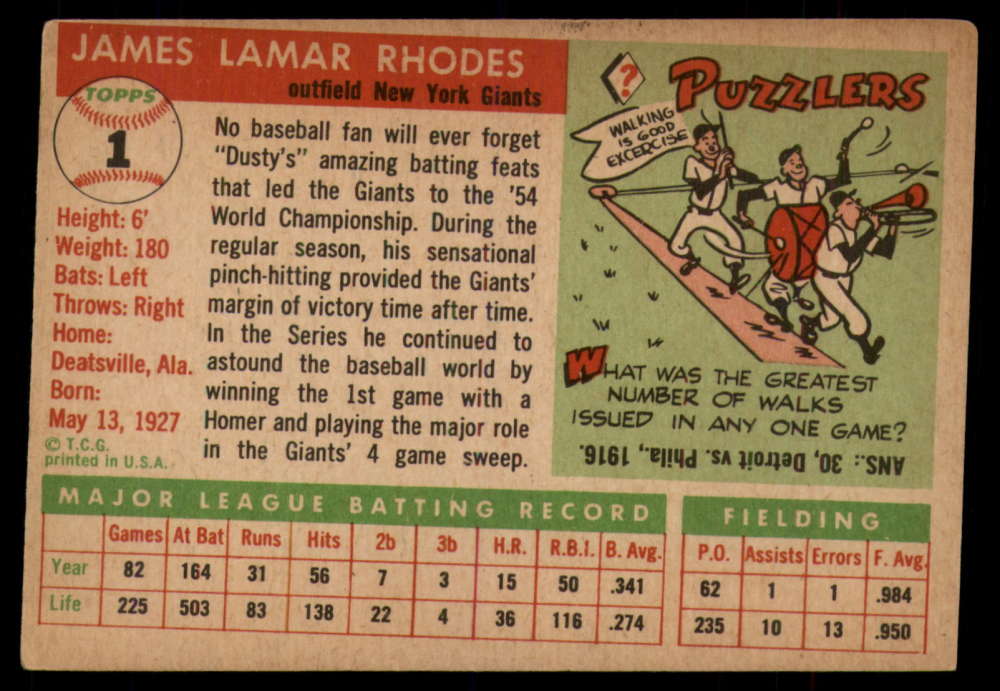 JAMES LAMAR RHODES
outfield New York Giants
TOPPS
1
Height: 6'
Weight: 180
Bats: Left
Throws: Right
Home:
Deatsville, Ala.
Born:
May 13, 1927
© T.C.G.
printed in U.S.A.
No baseball fan will ever forget
"Dusty's" amazing batting feats
that led the Giants to the '54
World Championship. During the
regular season, his sensational
pinch-hitting provided the Giants'
margin of victory time after time.
In the Series he continued to
astound the baseball world by
winning the 1st game with a
Homer and playing the major role
in the Giants' 4 game sweep.
?
PUZZLERS
WALKING
IS GOOD
EXCERCISE
WHAT WAS THE GREATEST
NUMBER OF WALKS
ISSUED IN ANY ONE GAME?
ANS.: 30, Detroit vs. Phila., 1916.
MAJOR LEAGUE BATTING RECORD
Games At Bat Runs Hits 2b 3b H.R. R.B.I. B. Avg.
Year 82 164 31 56 7 3 15 50 .341
Life 225 503 83 138 22 4 36 116 .274
FIELDING
P.O. Assists Errors F. Avg.
62 1 1 .984
235 10 13 .950